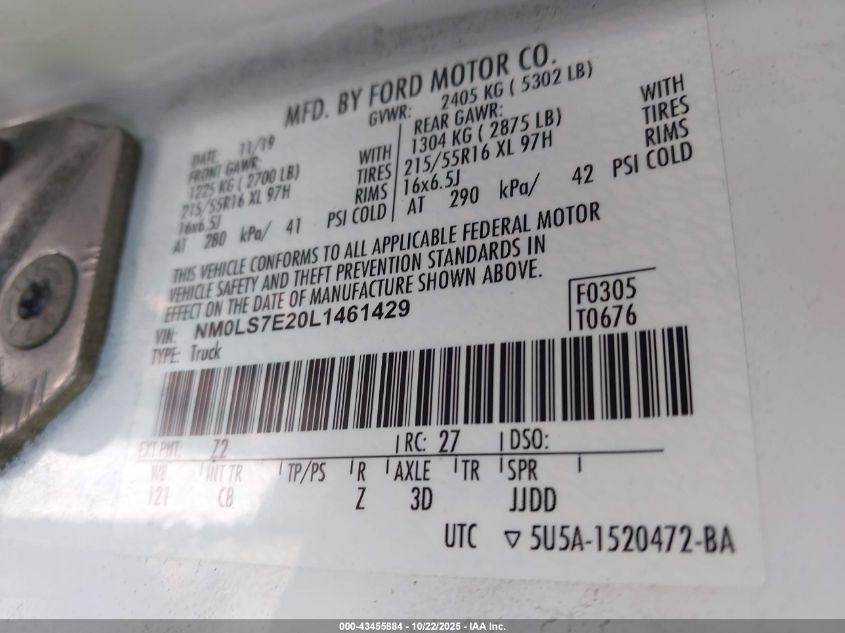 MFD. BY FORD MOTOR CO.
DATE: 11/19 GVWR: 2405 KG ( 5302 LB)
FRONT GAWR: REAR GAWR:
1225 KG ( 2700 LB) WITH 1304 KG ( 2875 LB) WITH
215/55R16 XL 97H TIRES 215/55R16 XL 97H TIRES
16x6.5J RIMS 16x6.5J RIMS
AT 280 kPa/ 41 PSI COLD AT 290 kPa/ 42 PSI COLD
THIS VEHICLE CONFORMS TO ALL APPLICABLE FEDERAL MOTOR
VEHICLE SAFETY AND THEFT PREVENTION STANDARDS IN
EFFECT ON THE DATE OF MANUFACTURE SHOWN ABOVE.
VIN: NM0LS7E20L1461429 F0305
TYPE: Truck T0676
EXT PNT: Z2 RC: 27 DSO:
WB INT TR TP/PS R AXLE TR SPR
121 CB Z 3D JJDD
UTC ▽ 5U5A-1520472-BA
000-43455884 | 10/22/2025 - IAA Inc.